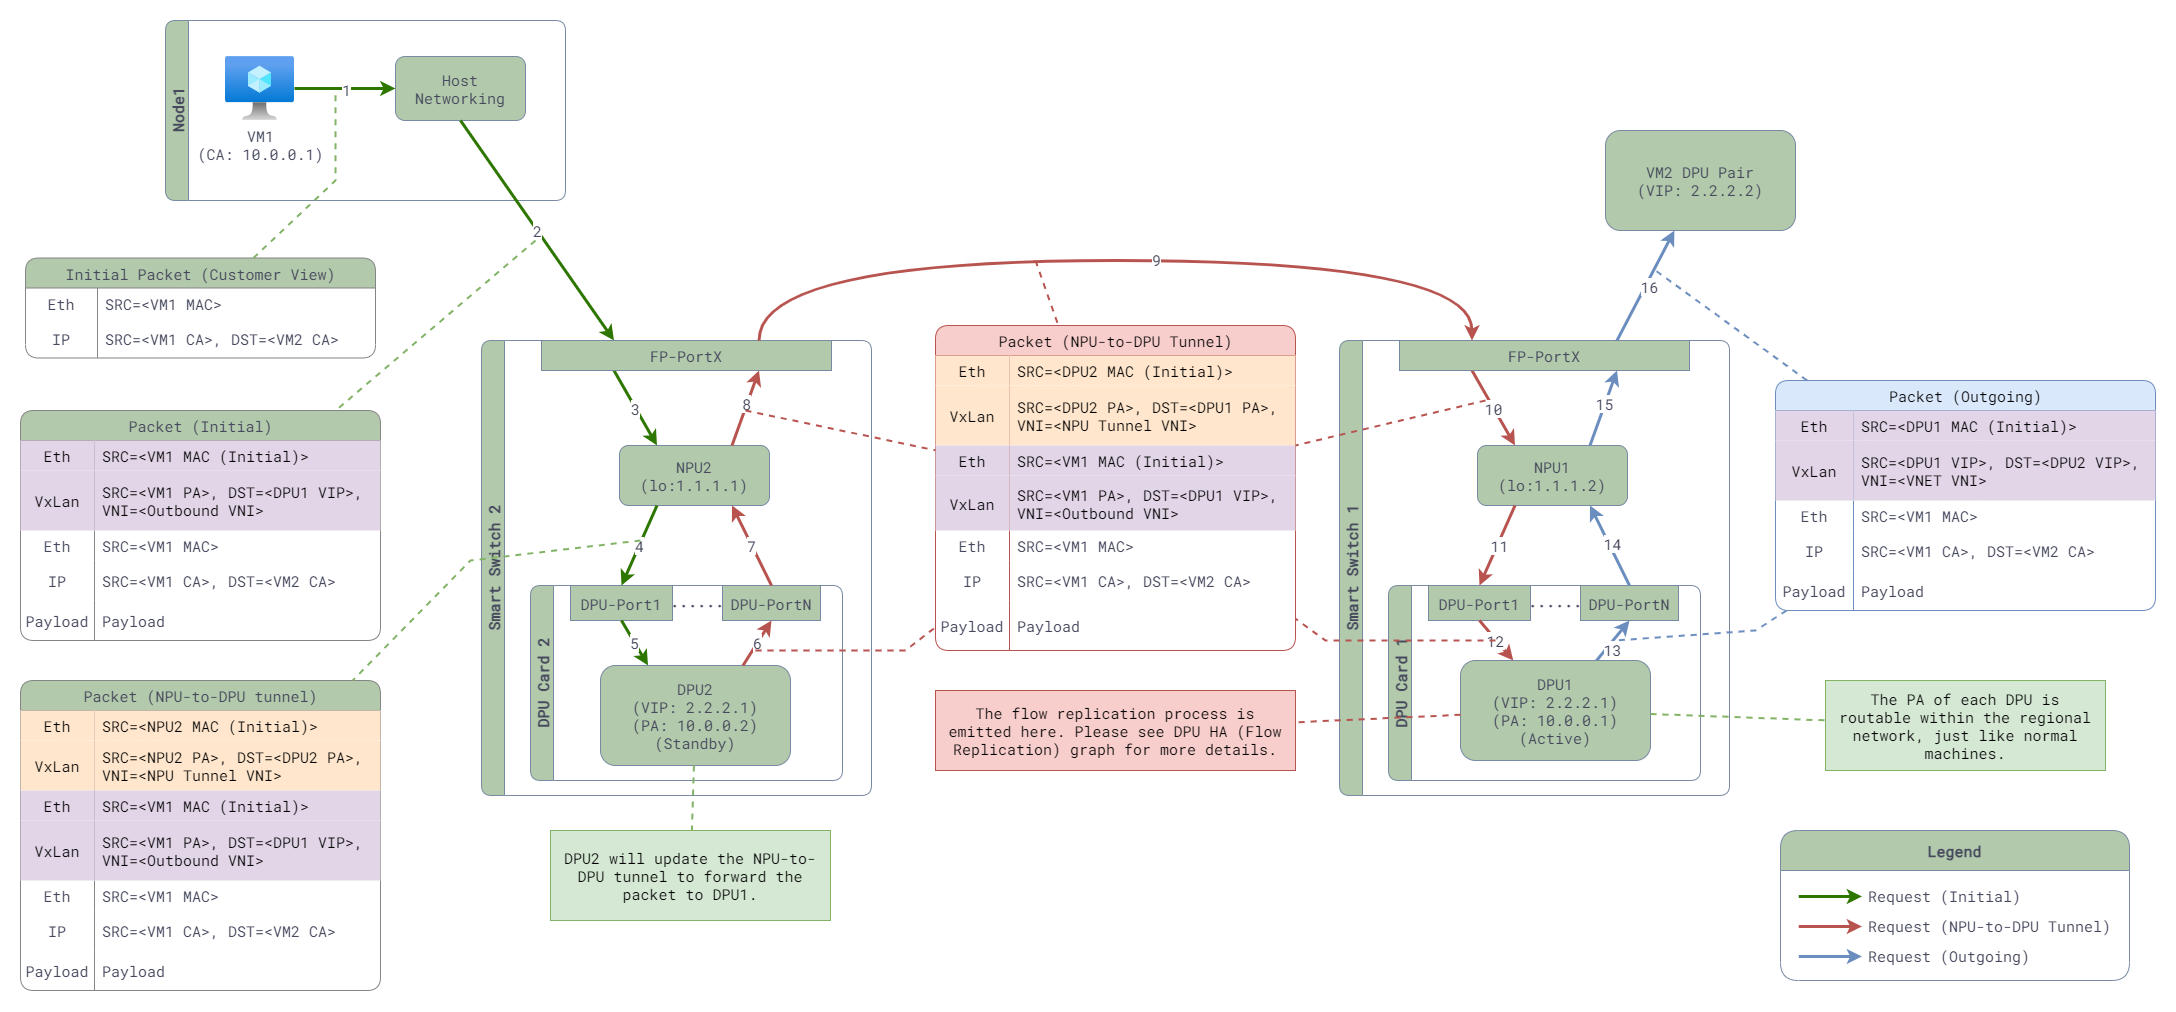 Node1
1
Host
Networking
VM1
(CA: 10.0.0.1)
VM2 DPU Pair
(VIP: 2.2.2.2)
2
9
16
Initial Packet (Customer View)
Eth SRC=<VM1 MAC>
IP SRC=<VM1 CA>, DST=<VM2 CA>
Packet (Initial)
Eth SRC=<VM1 MAC (Initial)>
VxLan SRC=<VM1 PA>, DST=<DPU1 VIP>,
VNI=<Outbound VNI>
Eth SRC=<VM1 MAC>
IP SRC=<VM1 CA>, DST=<VM2 CA>
Payload Payload
Packet (NPU-to-DPU tunnel)
Eth SRC=<NPU2 MAC (Initial)>
VxLan SRC=<NPU2 PA>, DST=<DPU2 PA>,
VNI=<NPU Tunnel VNI>
Eth SRC=<VM1 MAC (Initial)>
VxLan SRC=<VM1 PA>, DST=<DPU1 VIP>,
VNI=<Outbound VNI>
Eth SRC=<VM1 MAC>
IP SRC=<VM1 CA>, DST=<VM2 CA>
Payload Payload
Smart Switch 2
FP-PortX
3
8
NPU2
(lo:1.1.1.1)
4
7
DPU Card 2
DPU-Port1 ...... DPU-PortN
5
6
DPU2
(VIP: 2.2.2.1)
(PA: 10.0.0.2)
(Standby)
DPU2 will update the NPU-to-
DPU tunnel to forward the
packet to DPU1.
Packet (NPU-to-DPU Tunnel)
Eth SRC=<DPU2 MAC (Initial)>
VxLan SRC=<DPU2 PA>, DST=<DPU1 PA>,
VNI=<NPU Tunnel VNI>
Eth SRC=<VM1 MAC (Initial)>
VxLan SRC=<VM1 PA>, DST=<DPU1 VIP>,
VNI=<Outbound VNI>
Eth SRC=<VM1 MAC>
IP SRC=<VM1 CA>, DST=<VM2 CA>
Payload Payload
The flow replication process is
emitted here. Please see DPU HA (Flow
Replication) graph for more details.
Smart Switch 1
FP-PortX
10
15
NPU1
(lo:1.1.1.2)
11
14
DPU Card 1
DPU-Port1 ...... DPU-PortN
12
13
DPU1
(VIP: 2.2.2.1)
(PA: 10.0.0.1)
(Active)
Packet (Outgoing)
Eth SRC=<DPU1 MAC (Initial)>
VxLan SRC=<DPU1 VIP>, DST=<DPU2 VIP>,
VNI=<VNET VNI>
Eth SRC=<VM1 MAC>
IP SRC=<VM1 CA>, DST=<VM2 CA>
Payload Payload
The PA of each DPU is
routable within the regional
network, just like normal
machines.
Legend
Request (Initial)
Request (NPU-to-DPU Tunnel)
Request (Outgoing)